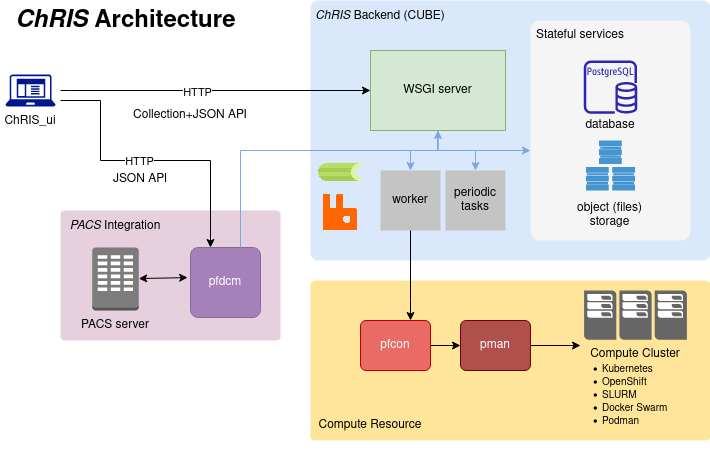 ChRIS Architecture
ChRIS Backend (CUBE)
Stateful services
WSGI server
PostgreSQL
database
object (files)
storage
ChRIS_ui
HTTP
Collection+JSON API
HTTP
JSON API
worker
periodic
tasks
PACS Integration
PACS server
pfdcm
pfcon
pman
Compute Cluster
• Kubernetes
• OpenShift
• SLURM
• Docker Swarm
• Podman
Compute Resource